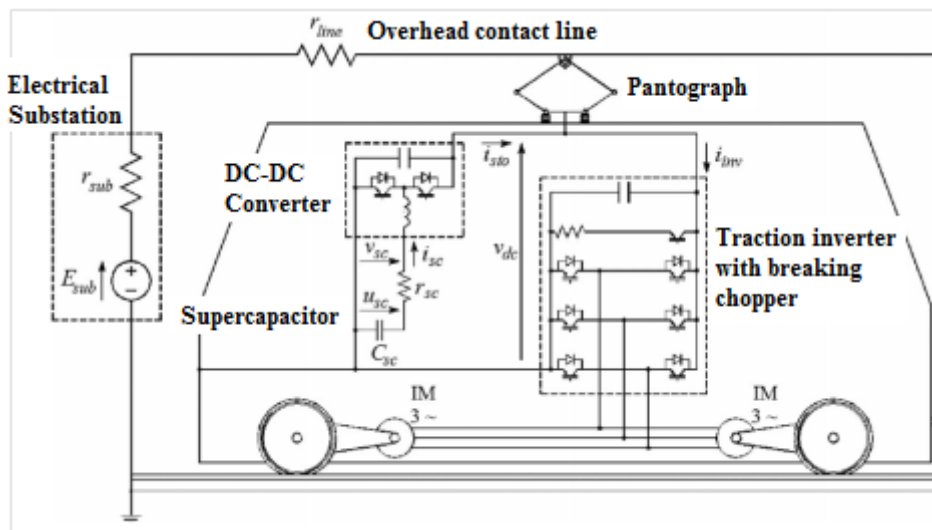 r_line
Overhead contact line
Electrical
Substation
Pantograph
r_sub
DC-DC
Converter
i_sto
i_inv
v_sc
i_sc
v_dc
Traction inverter
with breaking
chopper
E_sub
+
−
r_sc
u_sc
Supercapacitor
C_sc
IM
3 ~
IM
3 ~